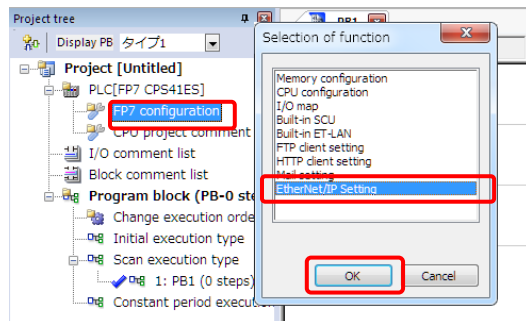 Project tree
Display PB タイプ1
Project [Untitled]
PLC[FP7 CPS41ES]
FP7 configuration
CPU project comment
I/O comment list
Block comment list
Program block (PB-0 ste
Change execution orde
Initial execution type
Scan execution type
1: PB1 (0 steps)
Constant period execution
PB1
Selection of function
Memory configuration
CPU configuration
I/O map
Built-in SCU
Built-in ET-LAN
FTP client setting
HTTP client setting
Mail setting
EtherNet/IP Setting
OK
Cancel